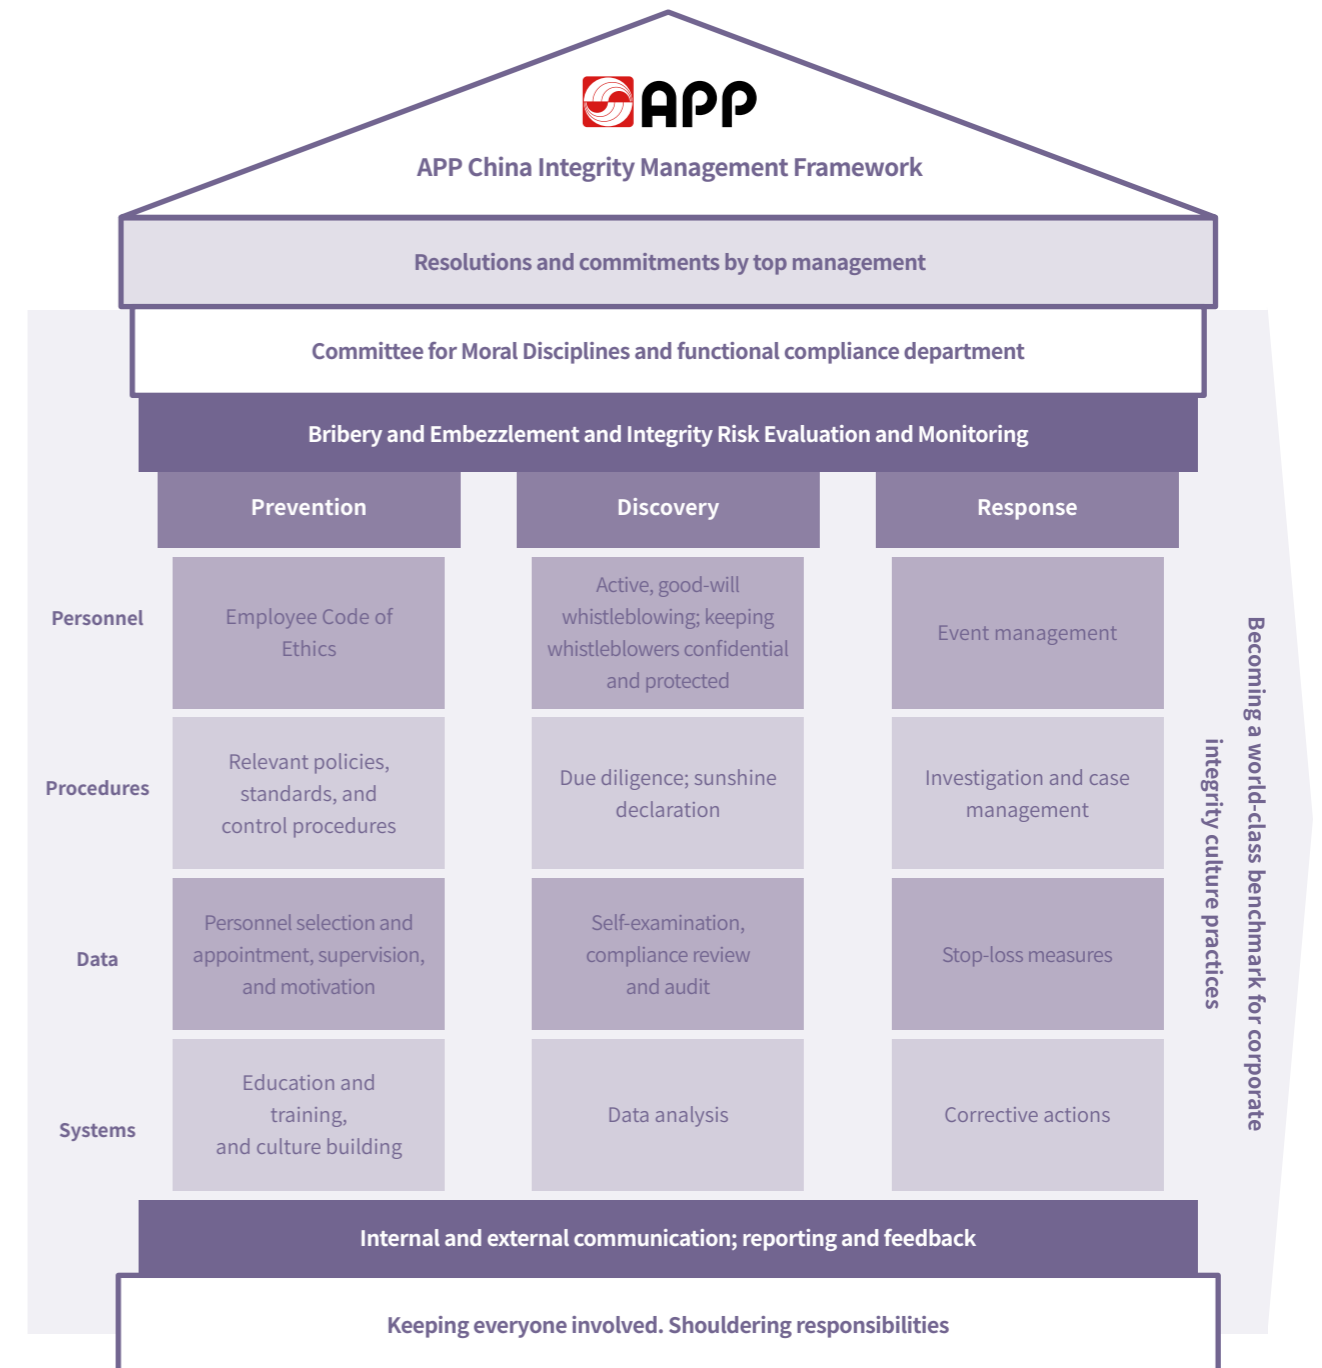 APP
APP China Integrity Management Framework
Resolutions and commitments by top management
Committee for Moral Disciplines and functional compliance department
Bribery and Embezzlement and Integrity Risk Evaluation and Monitoring
Prevention
Discovery
Response
Personnel
Employee Code of
Ethics
Active, good-will
whistleblowing; keeping
whistleblowers confidential
and protected
Event management
Procedures
Relevant policies,
standards, and
control procedures
Due diligence; sunshine
declaration
Investigation and case
management
Data
Personnel selection and
appointment, supervision,
and motivation
Self-examination,
compliance review
and audit
Stop-loss measures
Systems
Education and
training,
and culture building
Data analysis
Corrective actions
Becoming a world-class benchmark for corporate
integrity culture practices
Internal and external communication; reporting and feedback
Keeping everyone involved. Shouldering responsibilities